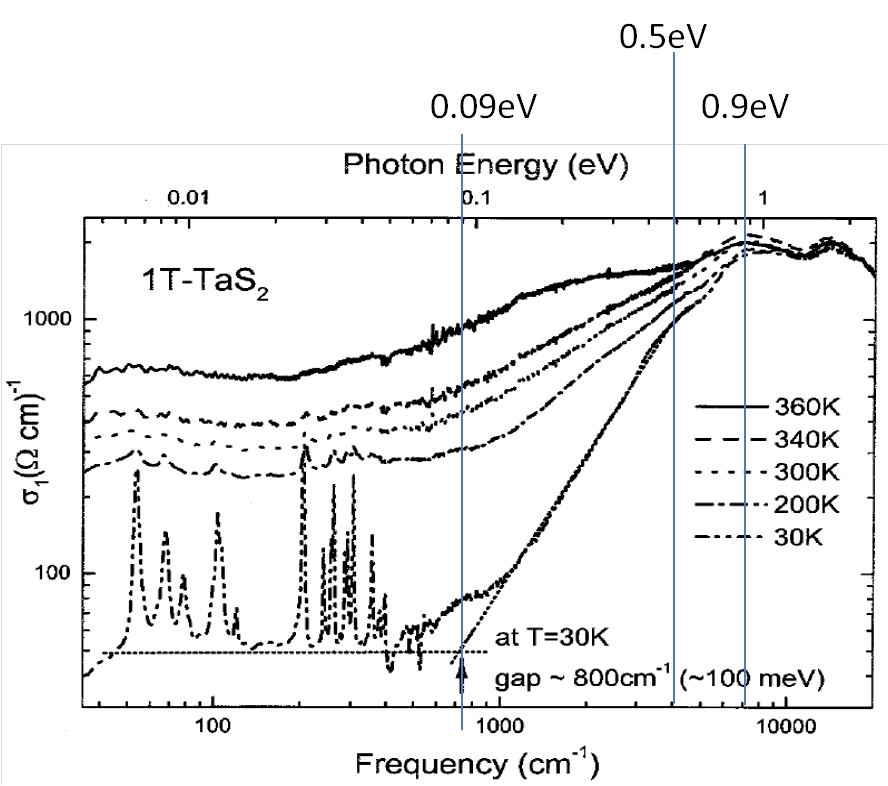 0.5eV
0.09eV
0.9eV
Photon Energy (eV)
0.01
0.1
1
1T-TaS₂
1000
100
σ₁(Ω cm)⁻¹
360K
340K
300K
200K
30K
at T=30K
gap ~ 800cm⁻¹ (~100 meV)
100
1000
10000
Frequency (cm⁻¹)